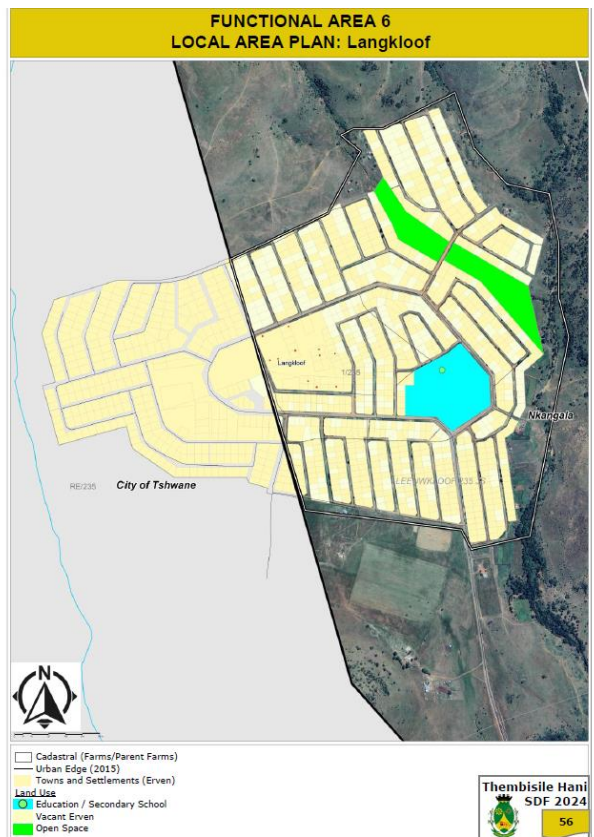 FUNCTIONAL AREA 6
LOCAL AREA PLAN: Langkloof
Langkloof
1/235
Nkangala
RE/235
City of Tshwane
LEEUWKLOOF 235 JS
N
Cadastral (Farms/Parent Farms)
Urban Edge (2015)
Towns and Settlements (Erven)
Land Use
Education / Secondary School
Vacant Erven
Open Space
Thembisile Hani
SDF 2024
56